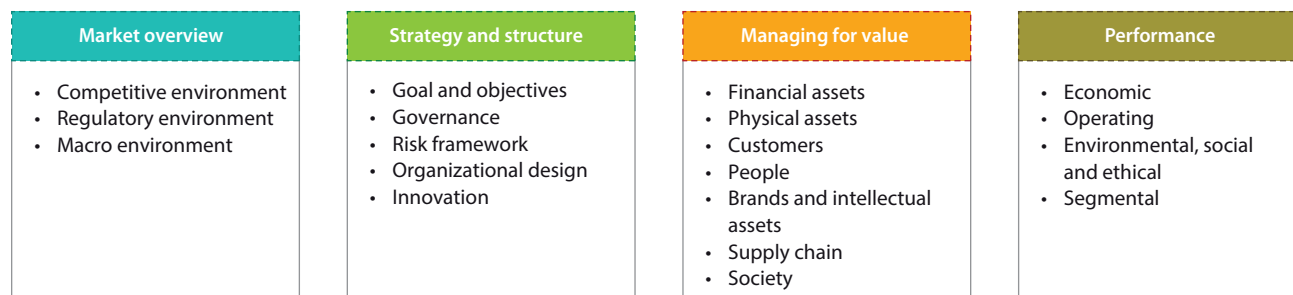 Market overview
• Competitive environment
• Regulatory environment
• Macro environment
Strategy and structure
• Goal and objectives
• Governance
• Risk framework
• Organizational design
• Innovation
Managing for value
• Financial assets
• Physical assets
• Customers
• People
• Brands and intellectual
assets
• Supply chain
• Society
Performance
• Economic
• Operating
• Environmental, social
and ethical
• Segmental